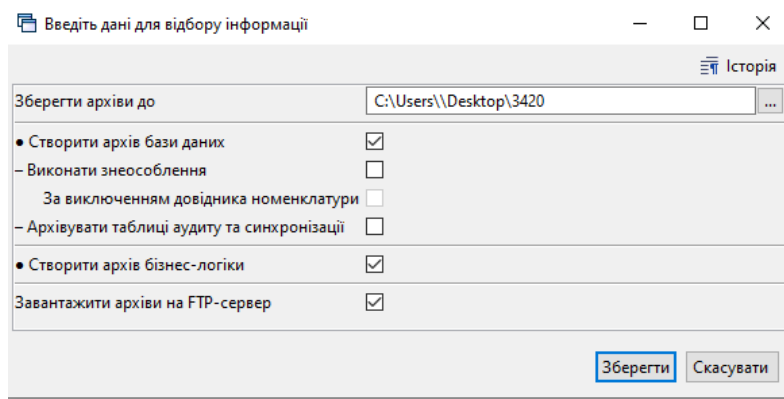 Введіть дані для відбору інформації
Історія
Зберегти архіви до C:\Users\\Desktop\3420 ...
• Створити архів бази даних
– Виконати знеособлення
За виключенням довідника номенклатури
– Архівувати таблиці аудиту та синхронізації
• Створити архів бізнес-логіки
Завантажити архіви на FTP-сервер
Зберегти Скасувати